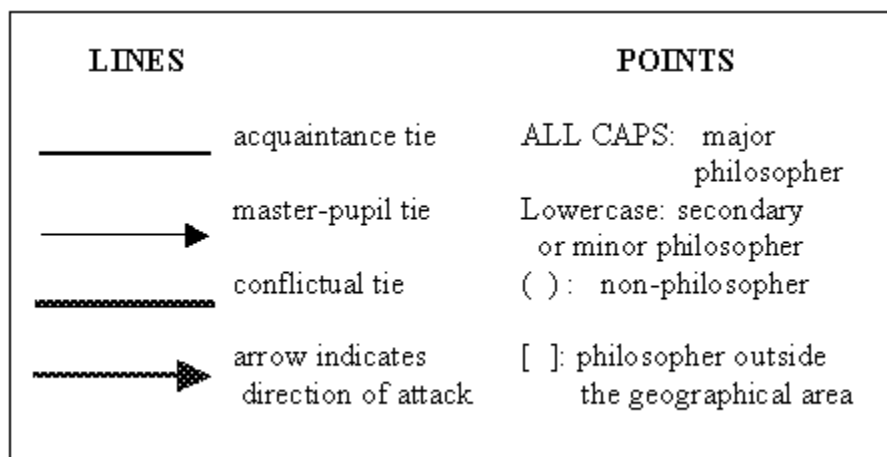 LINES
acquaintance tie
master-pupil tie
conflictual tie
arrow indicates
direction of attack
POINTS
ALL CAPS: major
philosopher
Lowercase: secondary
or minor philosopher
( ) : non-philosopher
[ ]: philosopher outside
the geographical area